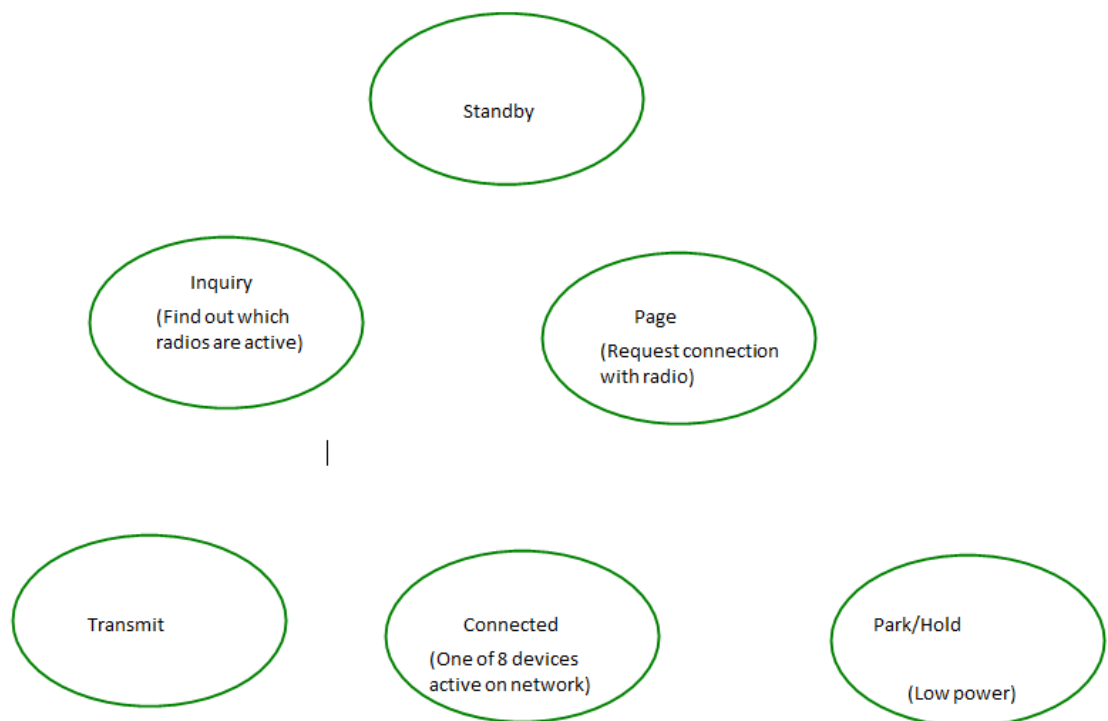 Standby
Inquiry
(Find out which
radios are active)
Page
(Request connection
with radio)
Transmit
Connected
(One of 8 devices
active on network)
Park/Hold
(Low power)